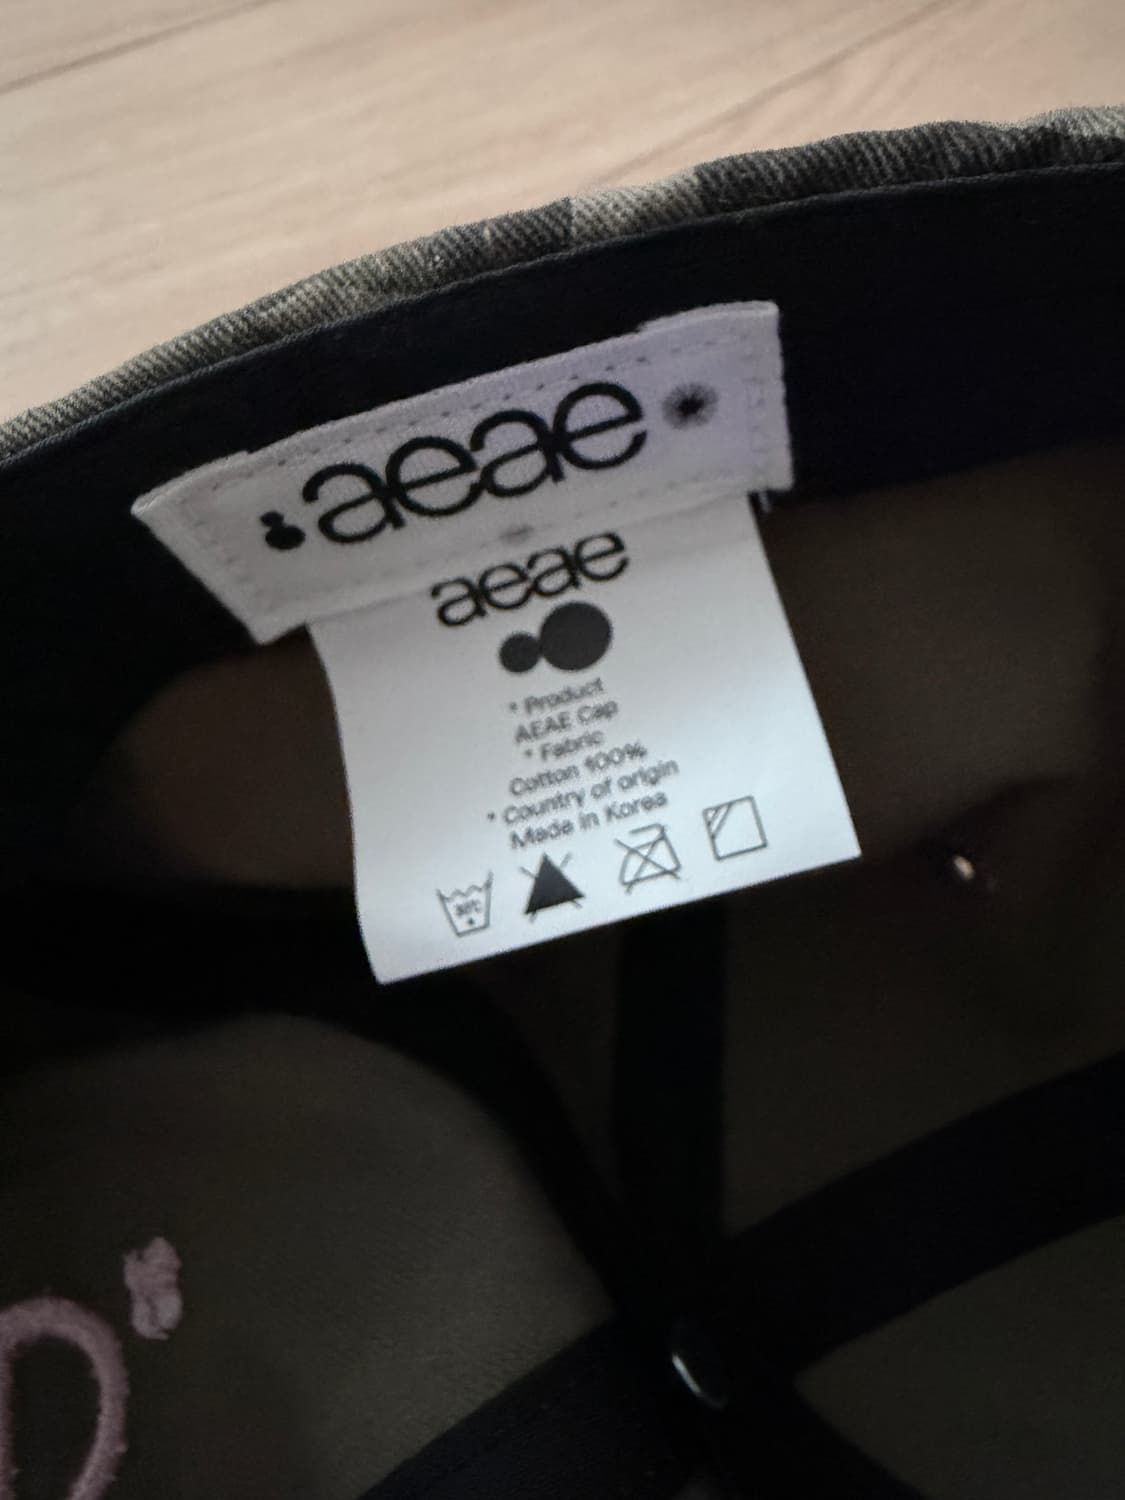 aeae
aeae
* Product
AEAE Cap
* Fabric
Cotton 100%
* Country of origin
Made in Korea